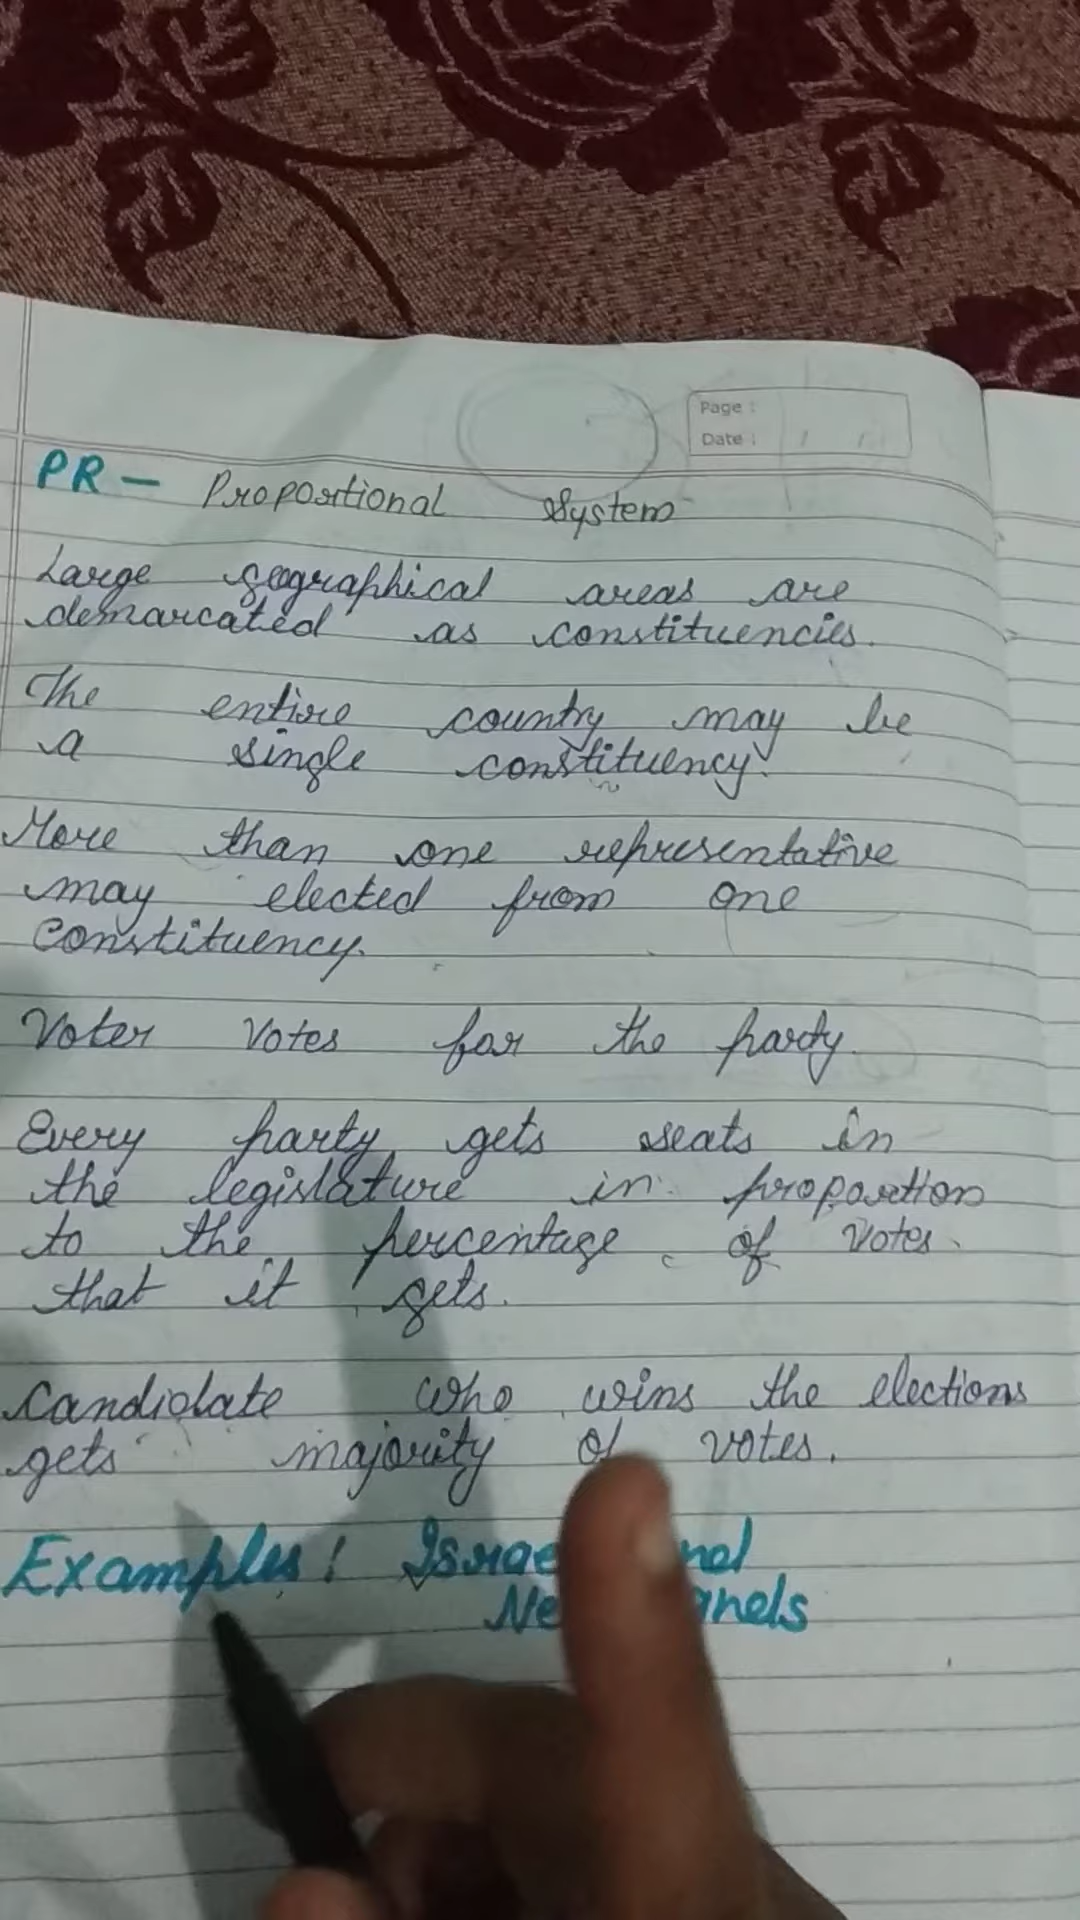 Page :
Date : / /
PR - Proportional System
Large geographical areas are
demarcated as constituencies.
The entire country may be
a single constituency.
More than one representative
may elected from one
constituency.
Voter votes for the party.
Every party gets seats in
the legislature in proportion
to the percentage of votes
that it gets.
Candidate who wins the elections
gets majority of votes.
Examples :